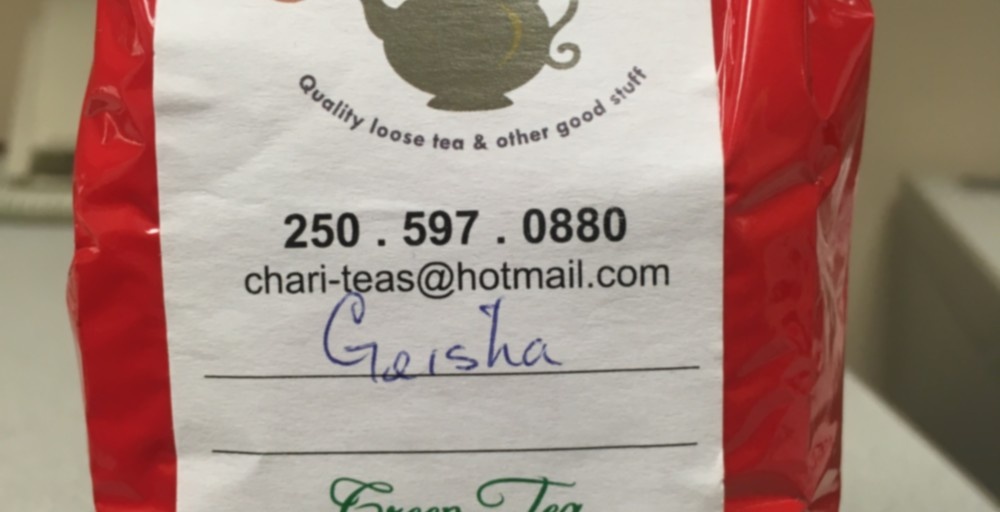 Quality loose tea & other good stuff
250 . 597 . 0880
chari-teas@hotmail.com
Geisha
Green Tea